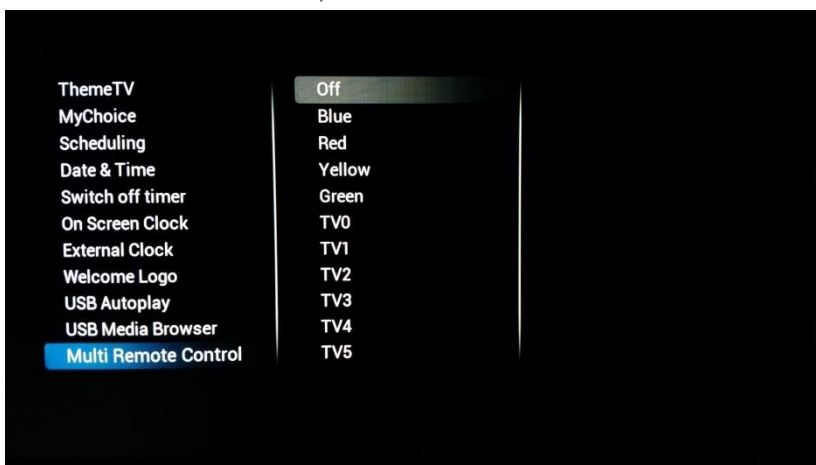 ThemeTV
MyChoice
Scheduling
Date & Time
Switch off timer
On Screen Clock
External Clock
Welcome Logo
USB Autoplay
USB Media Browser
Multi Remote Control
Off
Blue
Red
Yellow
Green
TV0
TV1
TV2
TV3
TV4
TV5